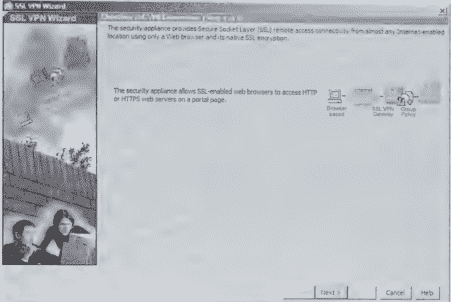 SSL VPN Wizard
SSL VPN Wizard
The security appliance provides Secure Socket Layer (SSL) remote access connectivity from almost any Internet-enabled
location using only a Web browser and its native SSL encryption.
The security appliance allows SSL-enabled web browsers to access HTTP
or HTTPS web servers on a portal page.
Browser
based
SSL VPN
Gateway
Group
Policy
Next >
Cancel
Help